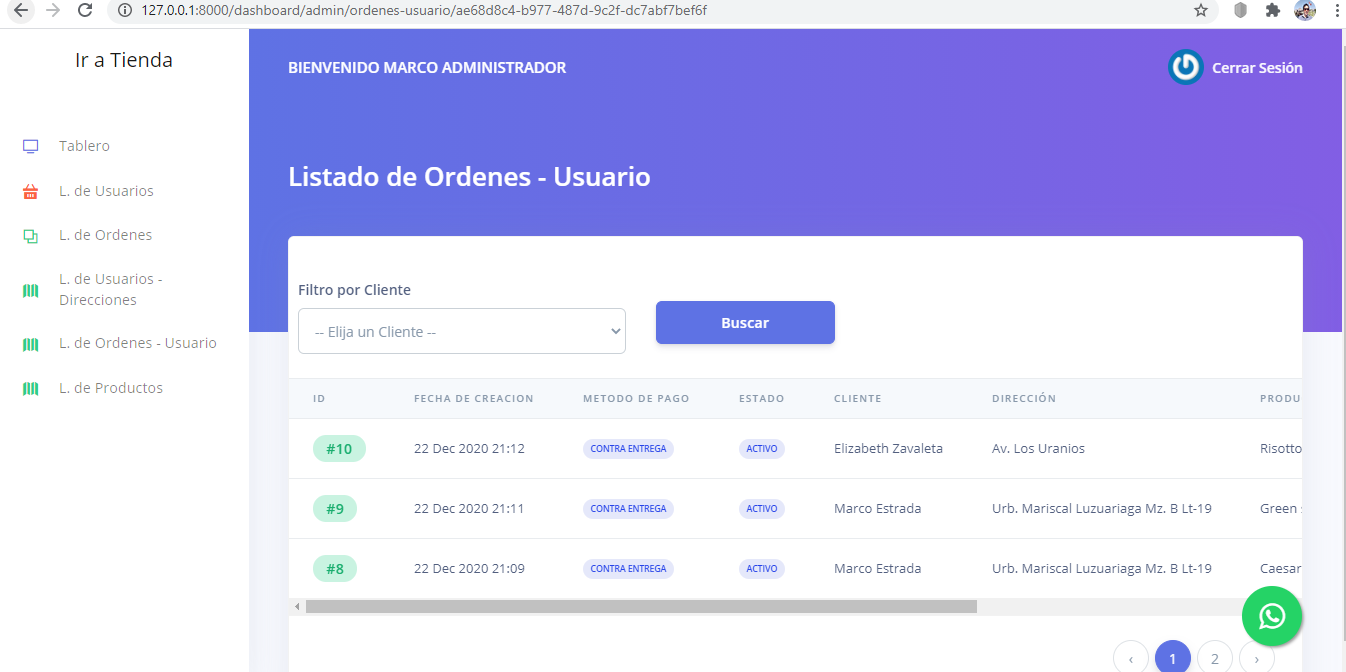 127.0.0.1:8000/dashboard/admin/ordenes-usuario/ae68d8c4-b977-487d-9c2f-dc7abf7bef6f
Ir a Tienda
BIENVENIDO MARCO ADMINISTRADOR
Cerrar Sesión
Tablero
L. de Usuarios
L. de Ordenes
L. de Usuarios -
Direcciones
L. de Ordenes - Usuario
L. de Productos
Listado de Ordenes - Usuario
Filtro por Cliente
-- Elija un Cliente --
Buscar
ID FECHA DE CREACION METODO DE PAGO ESTADO CLIENTE DIRECCIÓN PRODU
#10 22 Dec 2020 21:12 CONTRA ENTREGA ACTIVO Elizabeth Zavaleta Av. Los Uranios Risotto
#9 22 Dec 2020 21:11 CONTRA ENTREGA ACTIVO Marco Estrada Urb. Mariscal Luzuariaga Mz. B Lt-19 Green
#8 22 Dec 2020 21:09 CONTRA ENTREGA ACTIVO Marco Estrada Urb. Mariscal Luzuariaga Mz. B Lt-19 Caesar
‹ 1 2 ›